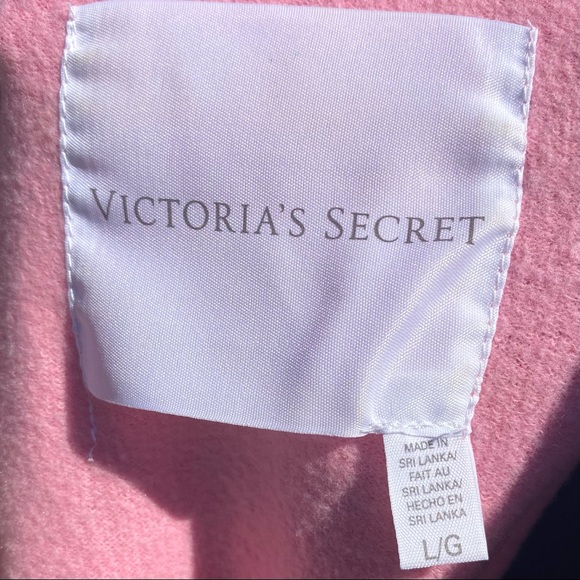 VICTORIA'S SECRET
MADE IN
SRI LANKA/
FAIT AU
SRI LANKA/
HECHO EN
SRI LANKA
L/G